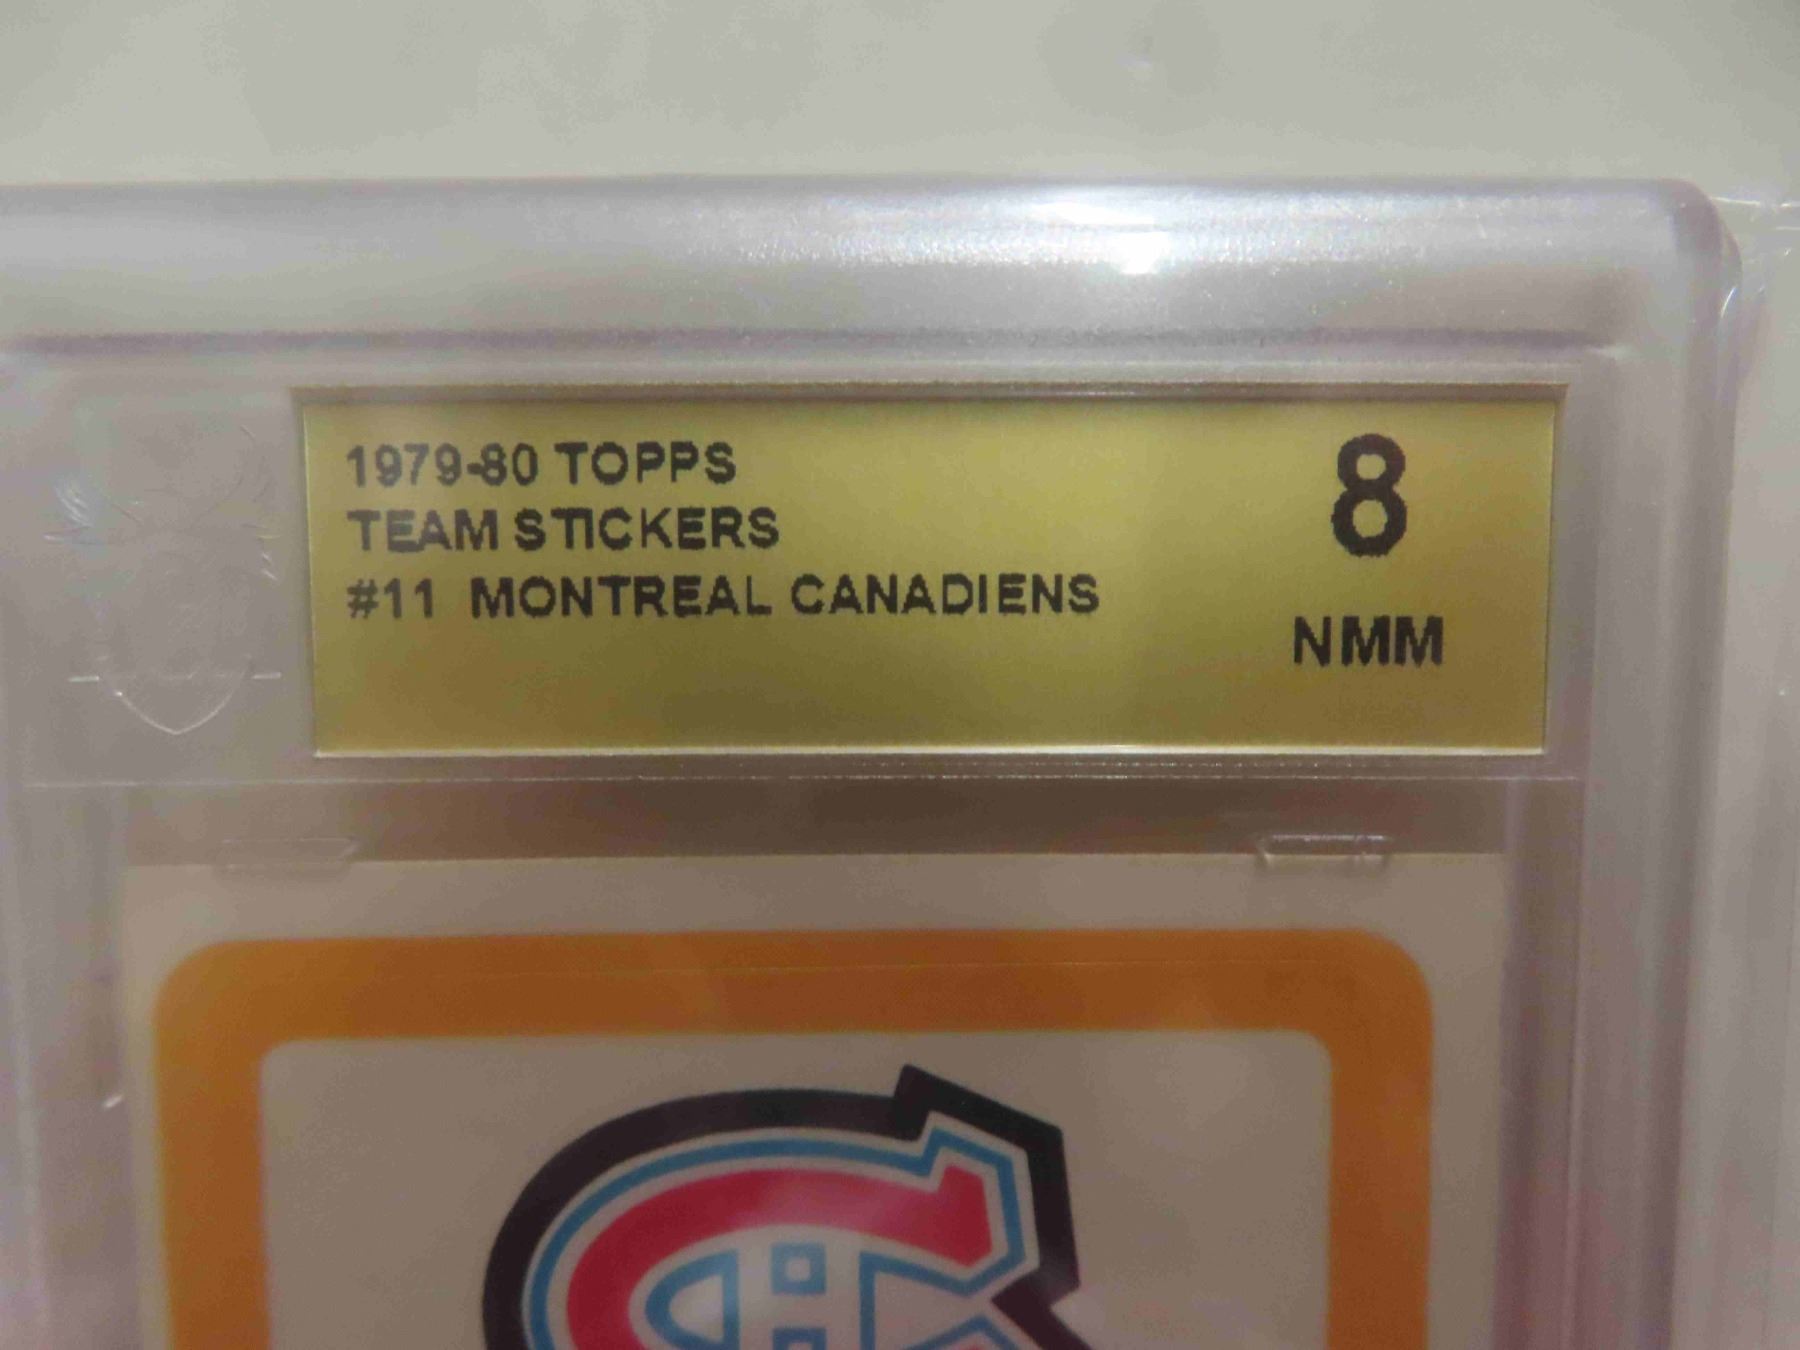 1979-80 TOPPS
TEAM STICKERS
#11 MONTREAL CANADIENS
8
NMM